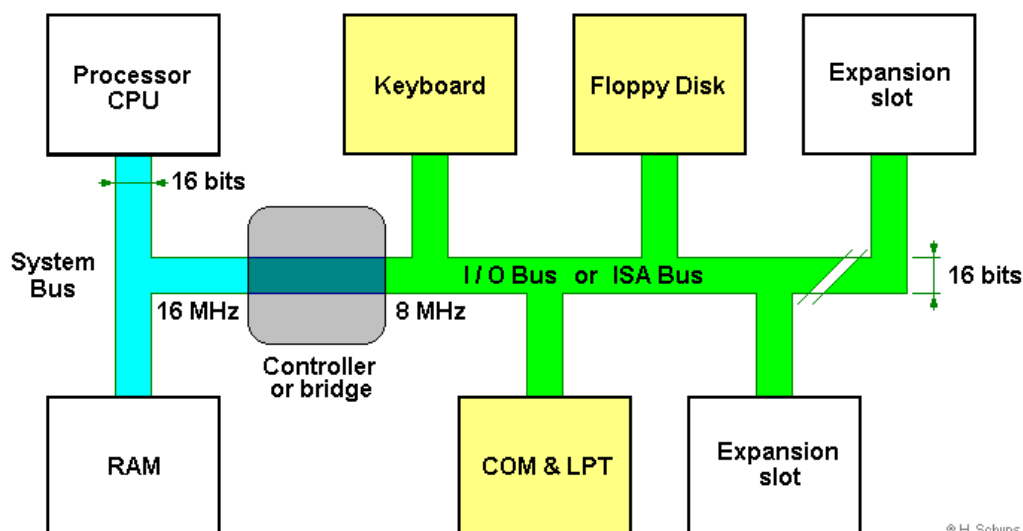 Processor
CPU
Keyboard
Floppy Disk
Expansion
slot
16 bits
System
Bus
I / O Bus or ISA Bus
16 bits
16 MHz
8 MHz
Controller
or bridge
RAM
COM & LPT
Expansion
slot